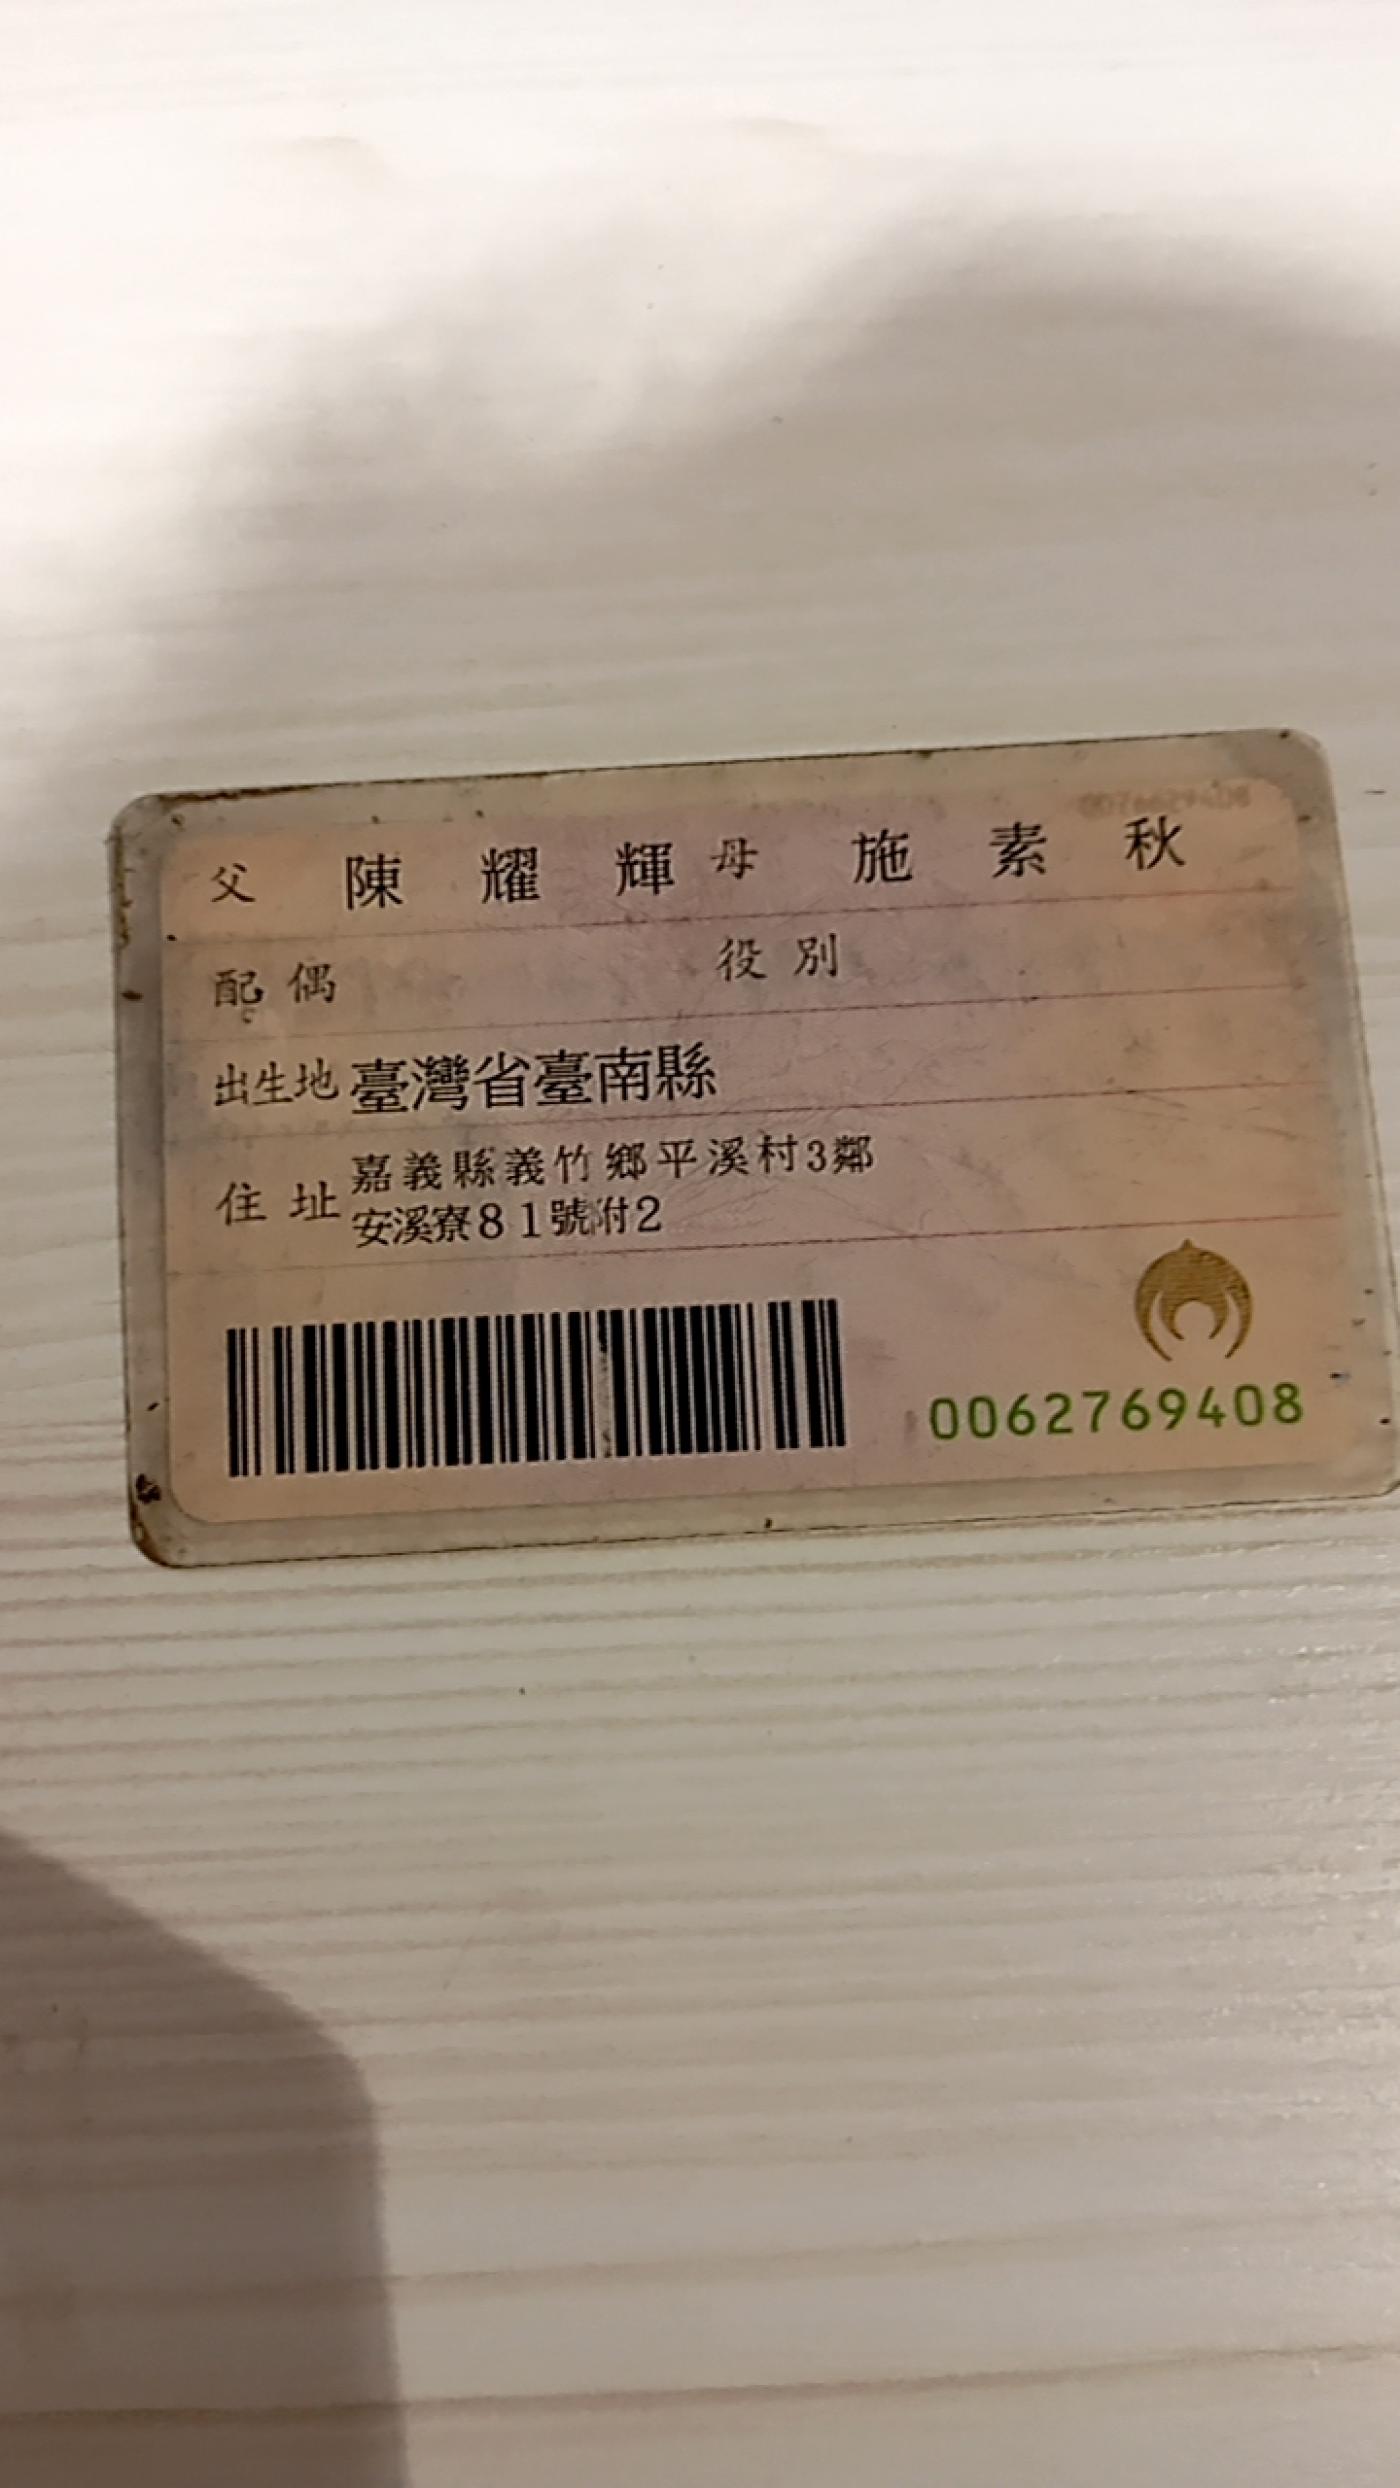 父 陳耀輝 母 施素秋
配偶 役別
出生地 臺灣省臺南縣
住址 嘉義縣義竹鄉平溪村3鄰
安溪寮81號附2
0062769408